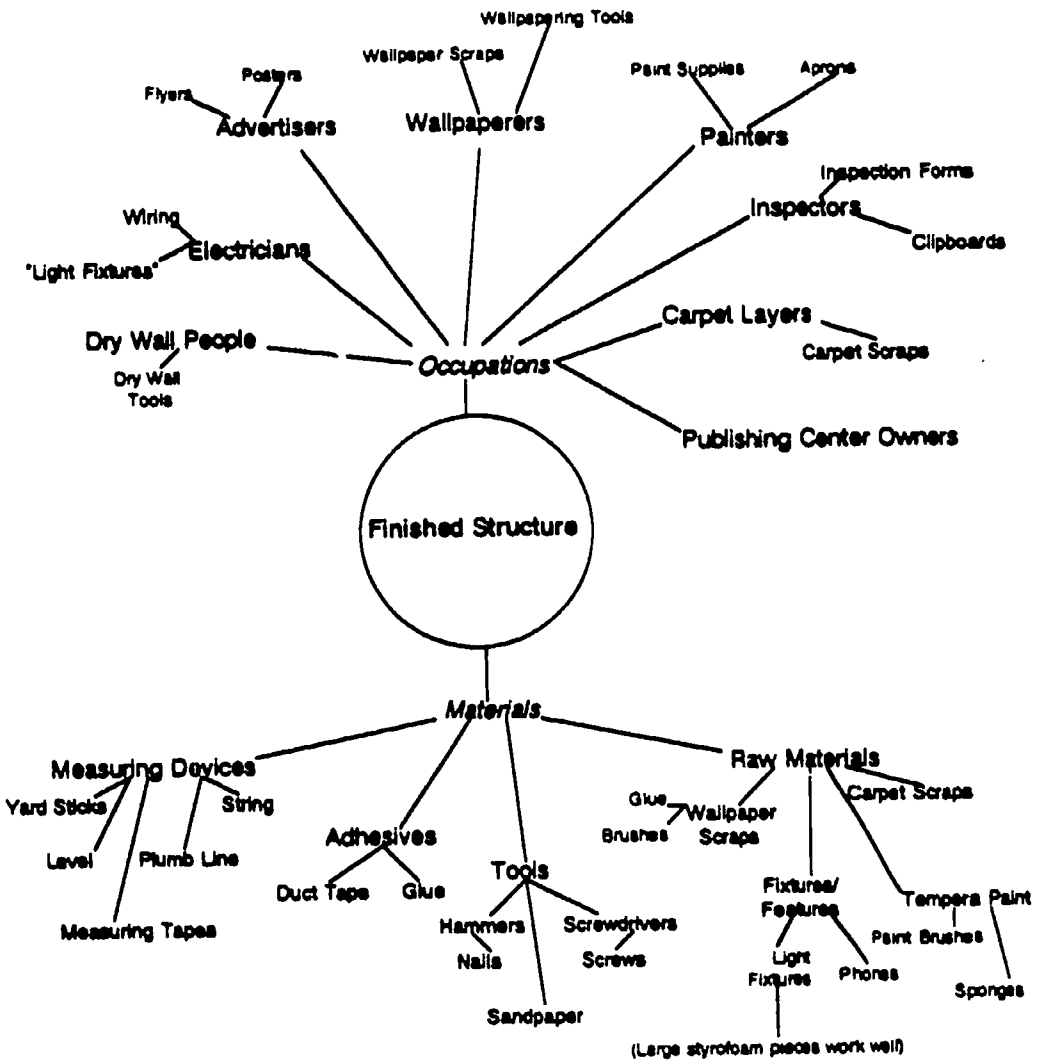 Wallpapering Tools
Wallpaper Scraps
Posters
Flyers
Advertisers
Wallpaperers
Paint Supplies
Aprons
Painters
Inspection Forms
Inspectors
Clipboards
Wiring
Electricians
"Light Fixtures"
Dry Wall People
Dry Wall
Tools
Carpet Layers
Carpet Scraps
Occupations
Publishing Center Owners
Finished Structure
Materials
Measuring Devices
Yard Sticks
String
Level
Plumb Line
Measuring Tapes
Adhesives
Duct Tape
Glue
Tools
Hammers
Nails
Screwdrivers
Screws
Sandpaper
Raw Materials
Glue
Brushes
Wallpaper
Scraps
Carpet Scraps
Fixtures/
Features
Light
Fixtures
Phones
Tempera Paint
Paint Brushes
Sponges
(Large styrofoam pieces work well)